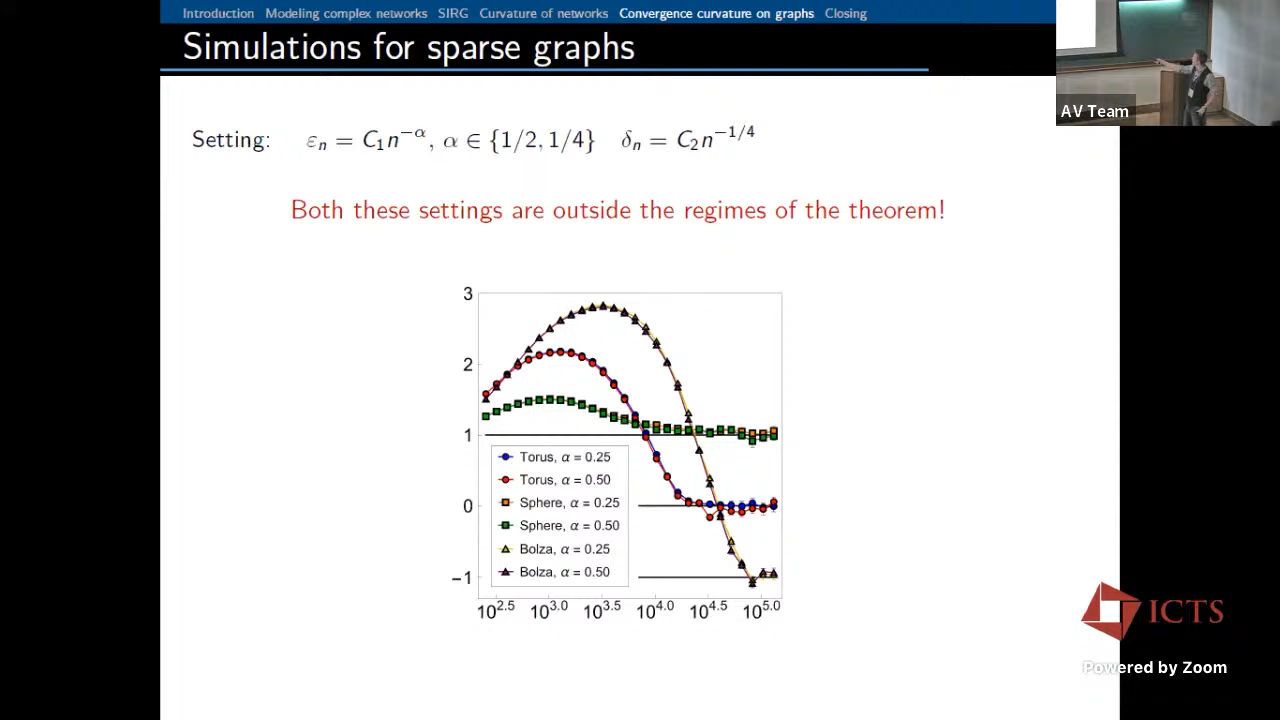 Introduction Modeling complex networks SIRG Curvature of networks Convergence curvature on graphs Closing
Simulations for sparse graphs
AV Team
Setting: εₙ = C₁n^{−α}, α ∈ {1/2, 1/4} δₙ = C₂n^{−1/4}
Both these settings are outside the regimes of the theorem!
3
2
1
0
−1
Torus, α = 0.25
Torus, α = 0.50
Sphere, α = 0.25
Sphere, α = 0.50
Bolza, α = 0.25
Bolza, α = 0.50
10^{2.5} 10^{3.0} 10^{3.5} 10^{4.0} 10^{4.5} 10^{5.0}
ICTS
Powered by Zoom